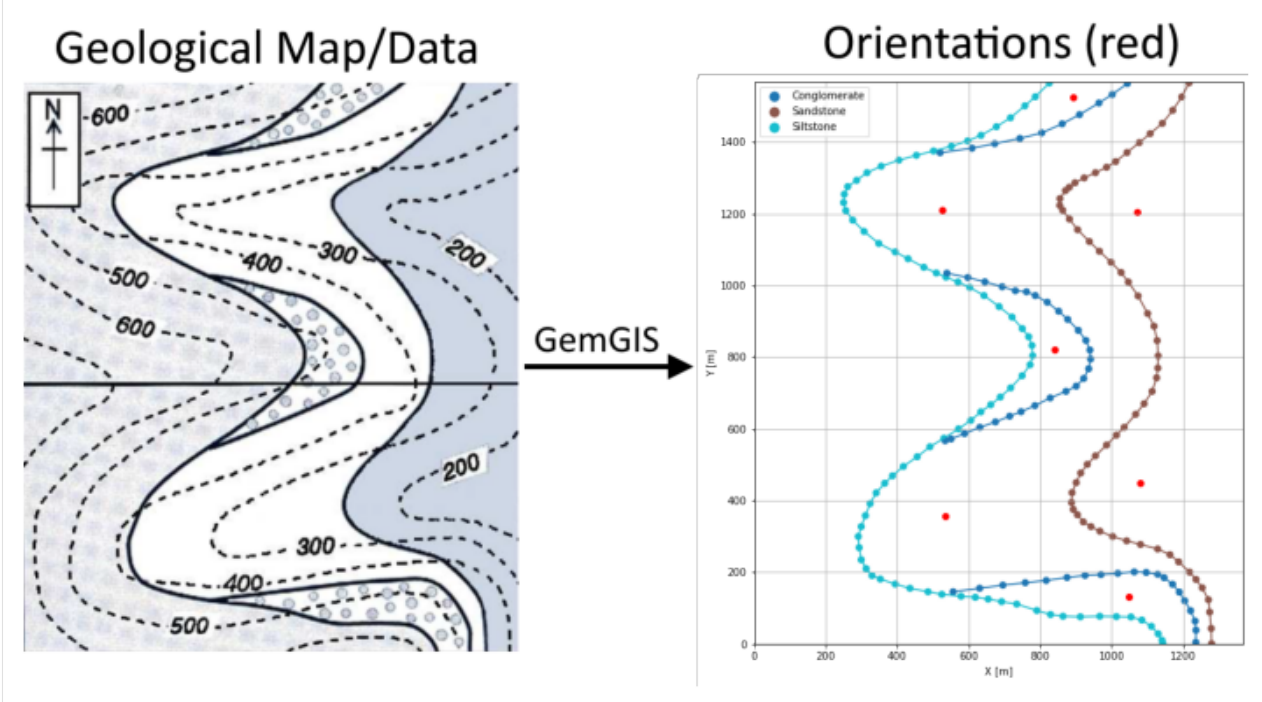 Geological Map/Data
Orientations (red)
N
600
500
400
300
200
600
200
300
400
500
GemGIS
Conglomerate
Sandstone
Siltstone
Y [m]
1400
1200
1000
800
600
400
200
0
0 200 400 600 800 1000 1200
X [m]